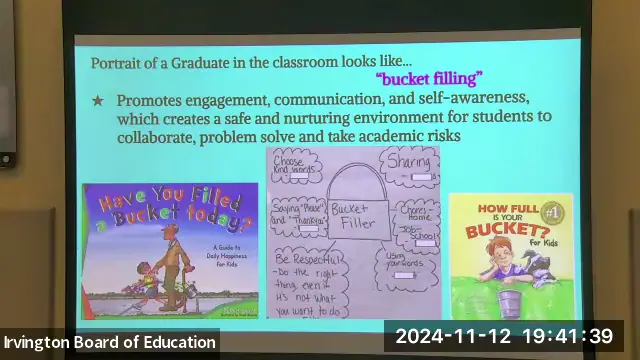 Portrait of a Graduate in the classroom looks like...
"bucket filling"
★ Promotes engagement, communication, and self-awareness,
which creates a safe and nurturing environment for students to
collaborate, problem solve and take academic risks
Have You Filled
a Bucket Today?
A Guide to
Daily Happiness
for Kids
Choose
Kind words
Sharing
Saying "Please"
and "Thankyou"
Bucket
Filler
Chores -
Home
Job -
School
Be Respectful
- Do the right
thing even if
it's not what
you want to do
Using
your words
HOW FULL
IS YOUR
BUCKET?
For Kids
#1
Irvington Board of Education
2024-11-12 19:41:39